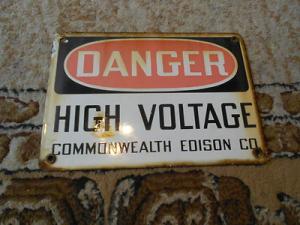 DANGER
HIGH VOLTAGE
COMMONWEALTH EDISON CO.